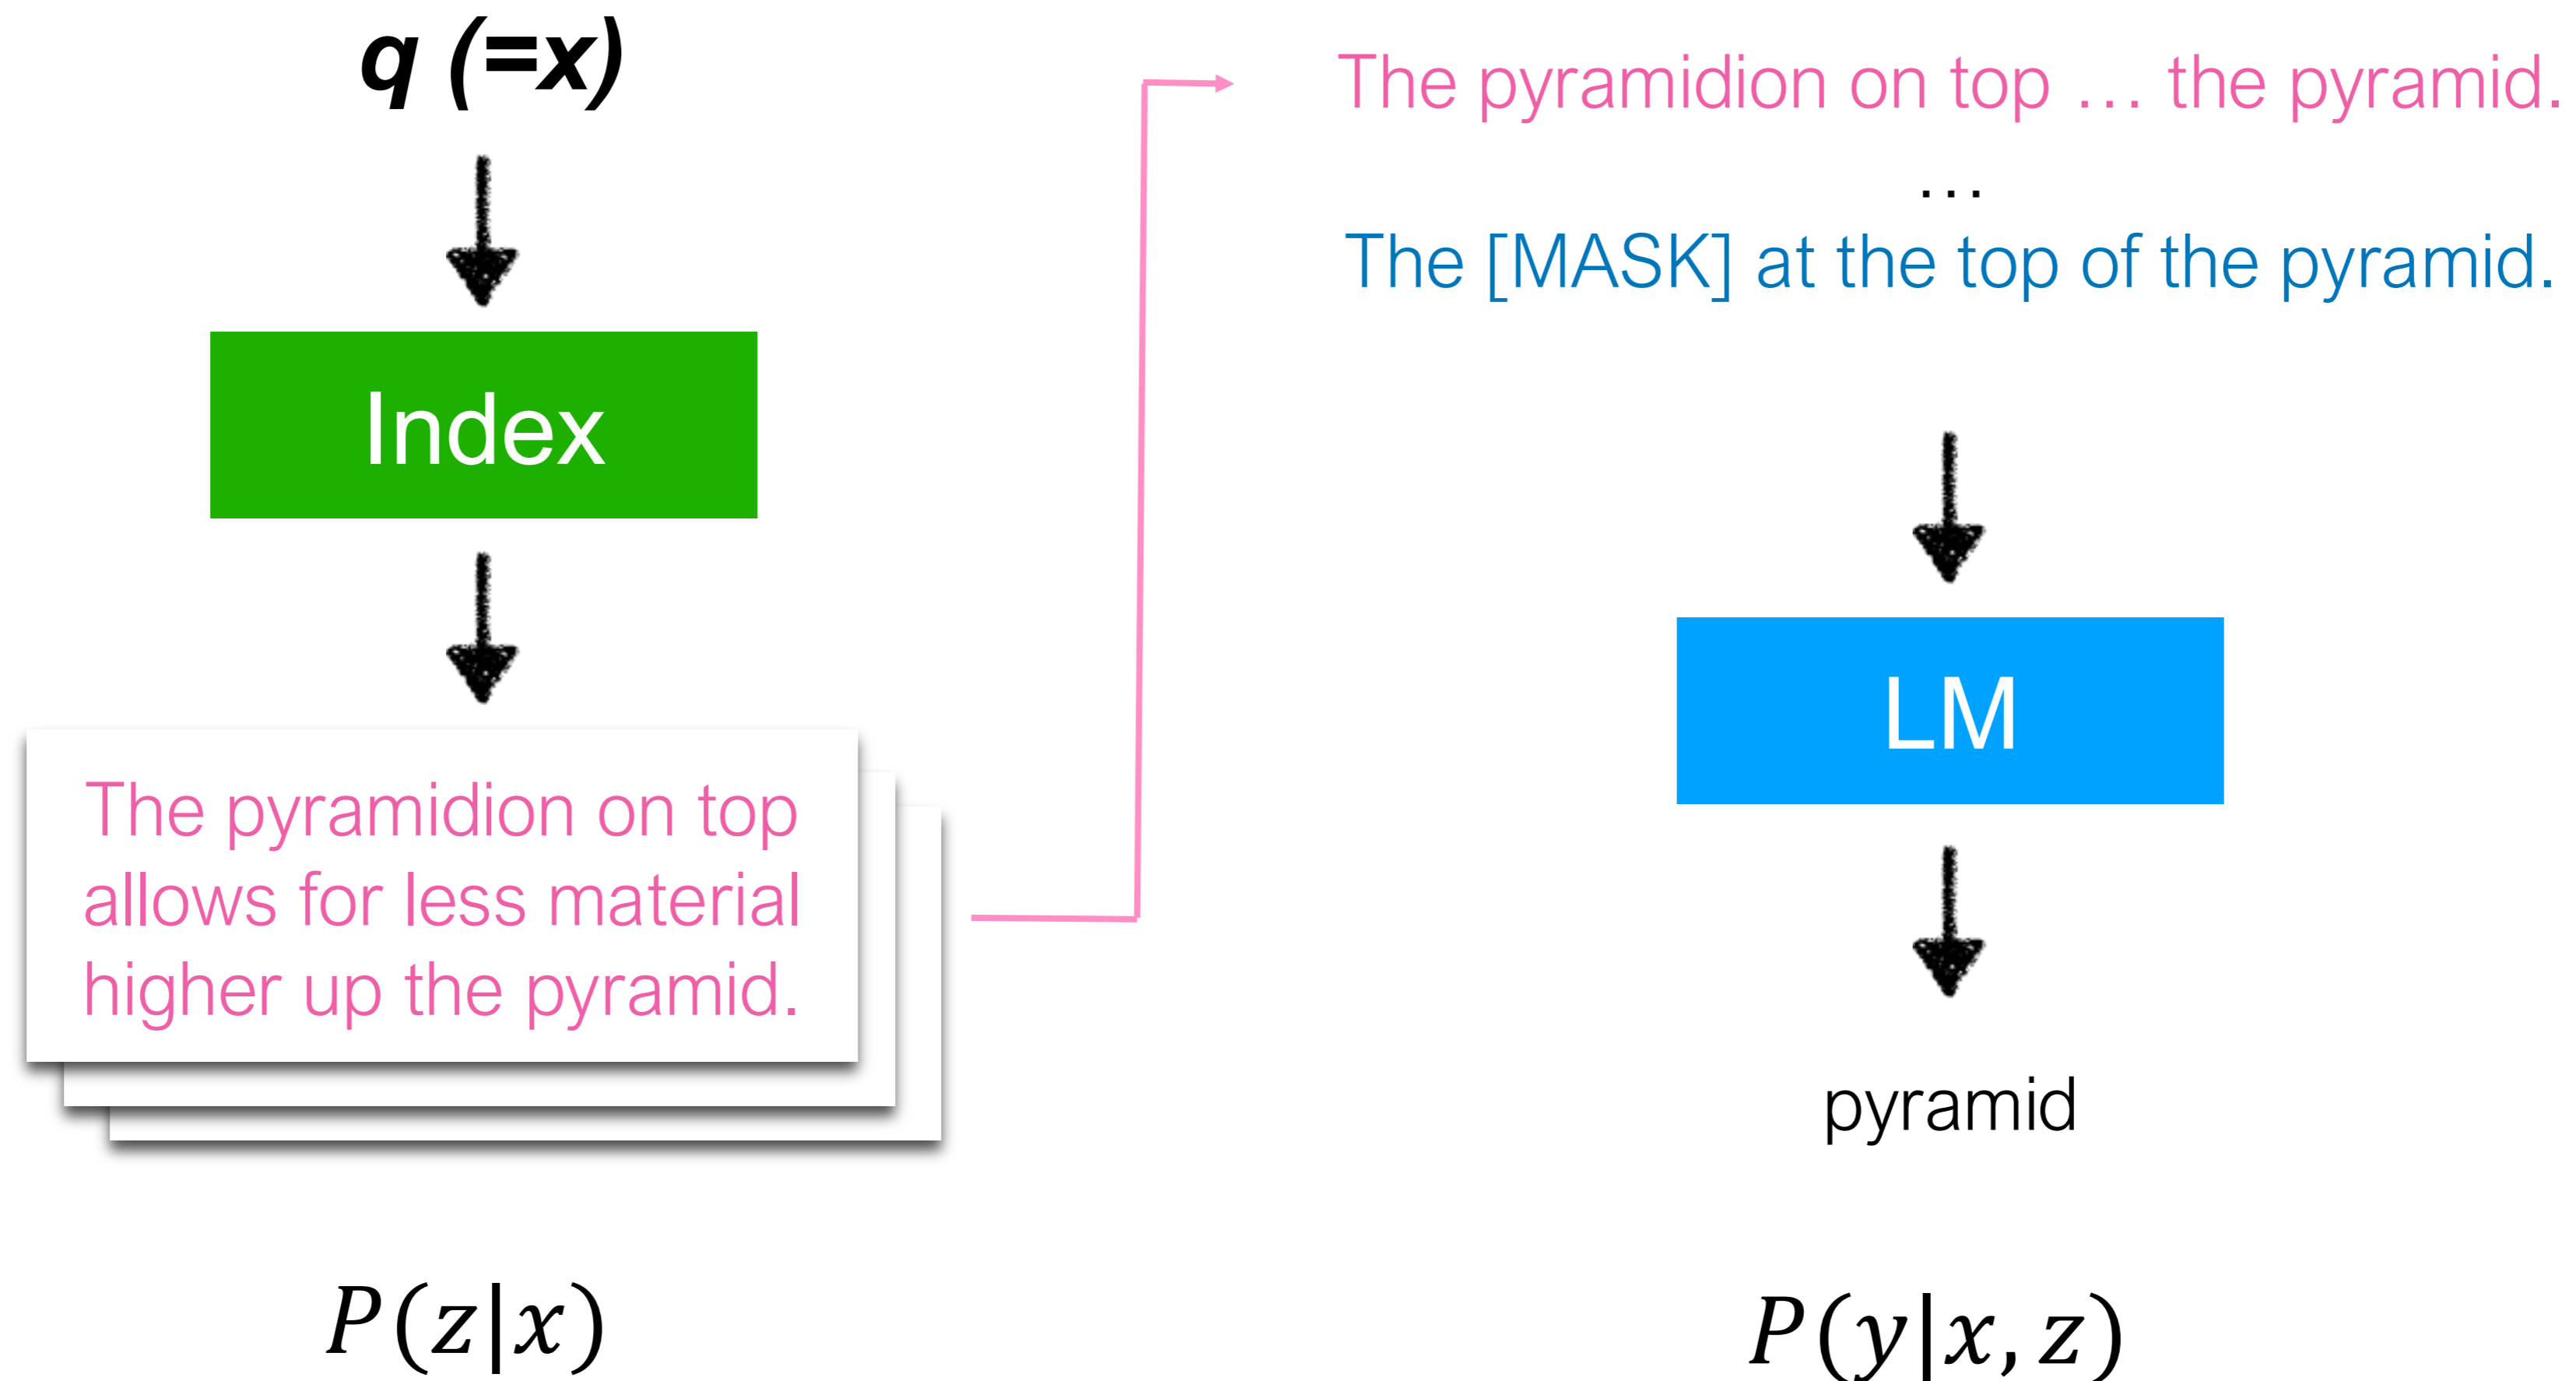 q (=x)
Index
The pyramidion on top
allows for less material
higher up the pyramid.
P(z|x)
The pyramidion on top … the pyramid.
…
The [MASK] at the top of the pyramid.
LM
pyramid
P(y|x, z)